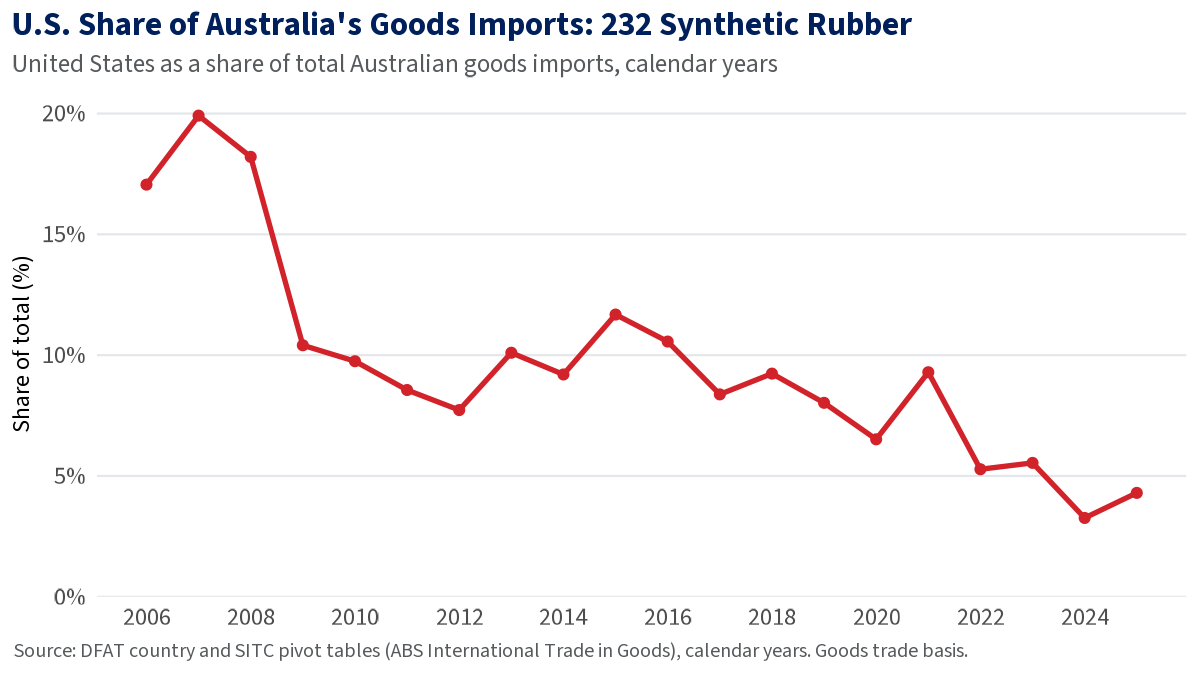 U.S. Share of Australia's Goods Imports: 232 Synthetic Rubber
United States as a share of total Australian goods imports, calendar years
20%
15%
10%
5%
0%
Share of total (%)
2006 2008 2010 2012 2014 2016 2018 2020 2022 2024
Source: DFAT country and SITC pivot tables (ABS International Trade in Goods), calendar years. Goods trade basis.